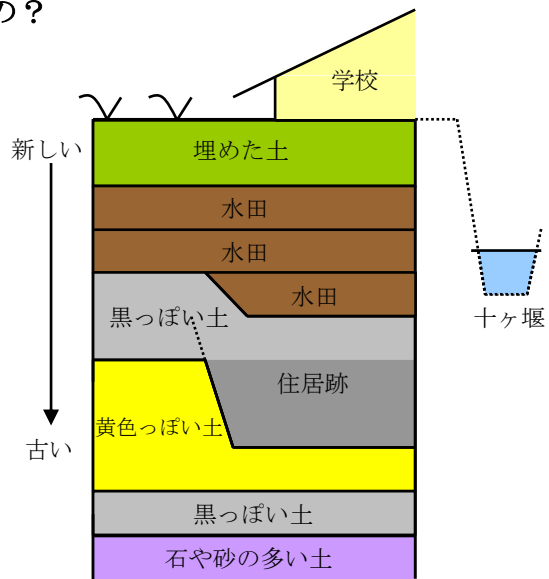 の？
学校
新しい
埋めた土
水田
水田
水田
黒っぽい土
十ヶ堰
住居跡
黄色っぽい土
古い
黒っぽい土
石や砂の多い土